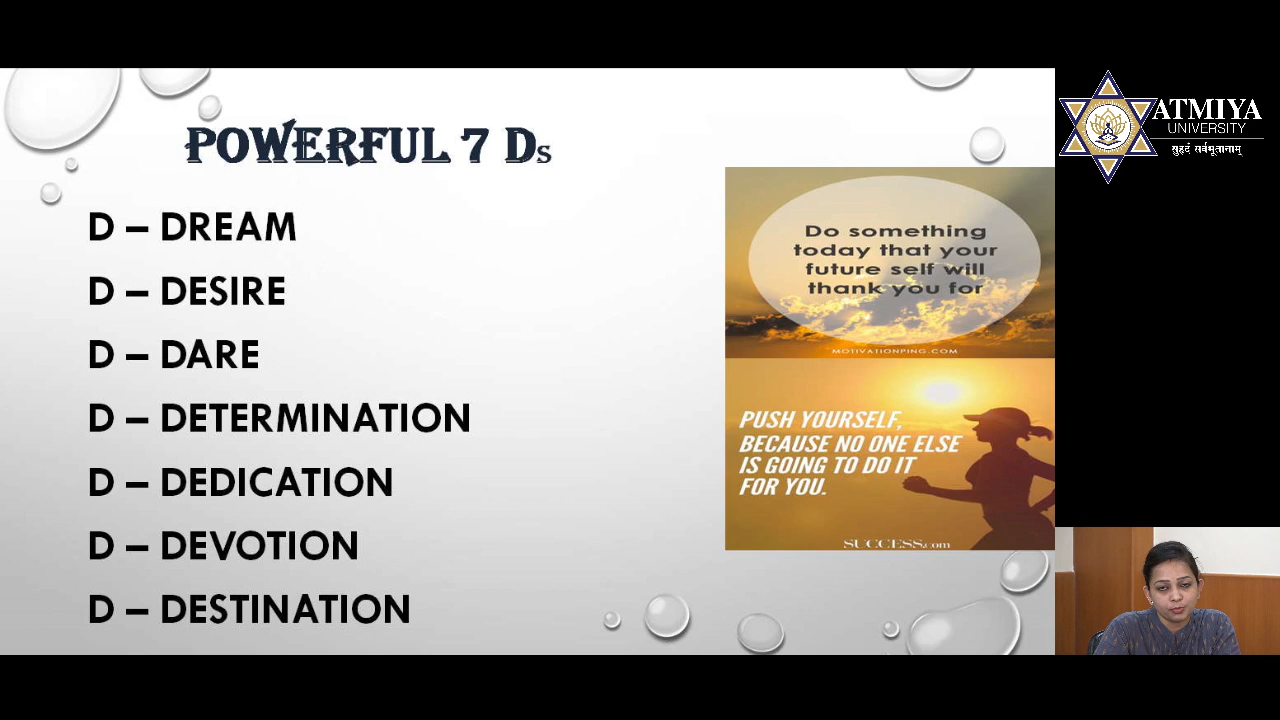 POWERFUL 7 Ds
D – DREAM
D – DESIRE
D – DARE
D – DETERMINATION
D – DEDICATION
D – DEVOTION
D – DESTINATION
Do something
today that your
future self will
thank you for
MOTIVATIONPING.COM
PUSH YOURSELF,
BECAUSE NO ONE ELSE
IS GOING TO DO IT
FOR YOU.
SUCCESS.com
ATMIYA
UNIVERSITY
सुहृदं सर्वभूतानाम्